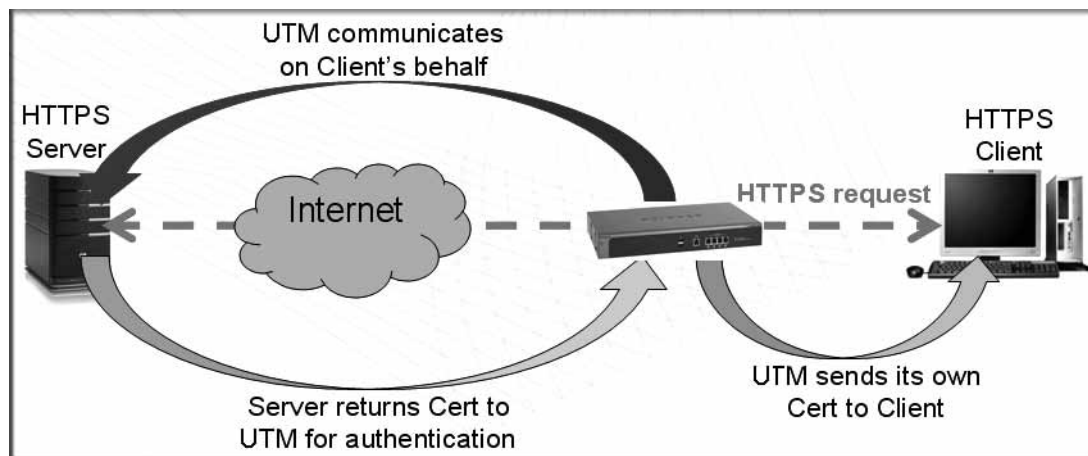 UTM communicates
on Client’s behalf
HTTPS
Server
HTTPS
Client
Internet
HTTPS request
UTM sends its own
Cert to Client
Server returns Cert to
UTM for authentication